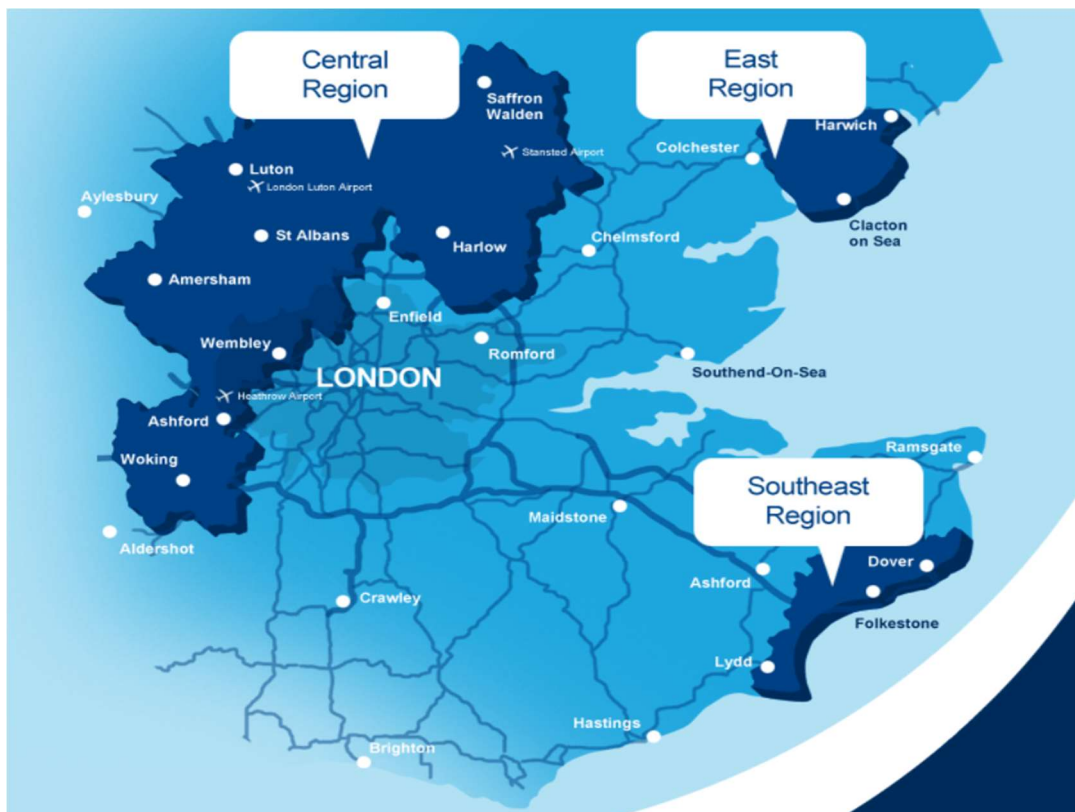 Central
Region
East
Region
Saffron
Walden
Harwich
Stansted Airport
Colchester
Luton
London Luton Airport
Aylesbury
Clacton
on Sea
St Albans
Harlow
Chelmsford
Amersham
Enfield
Wembley
Romford
LONDON
Southend-On-Sea
Heathrow Airport
Ashford
Ramsgate
Woking
Southeast
Region
Maidstone
Aldershot
Dover
Ashford
Crawley
Folkestone
Lydd
Hastings
Brighton